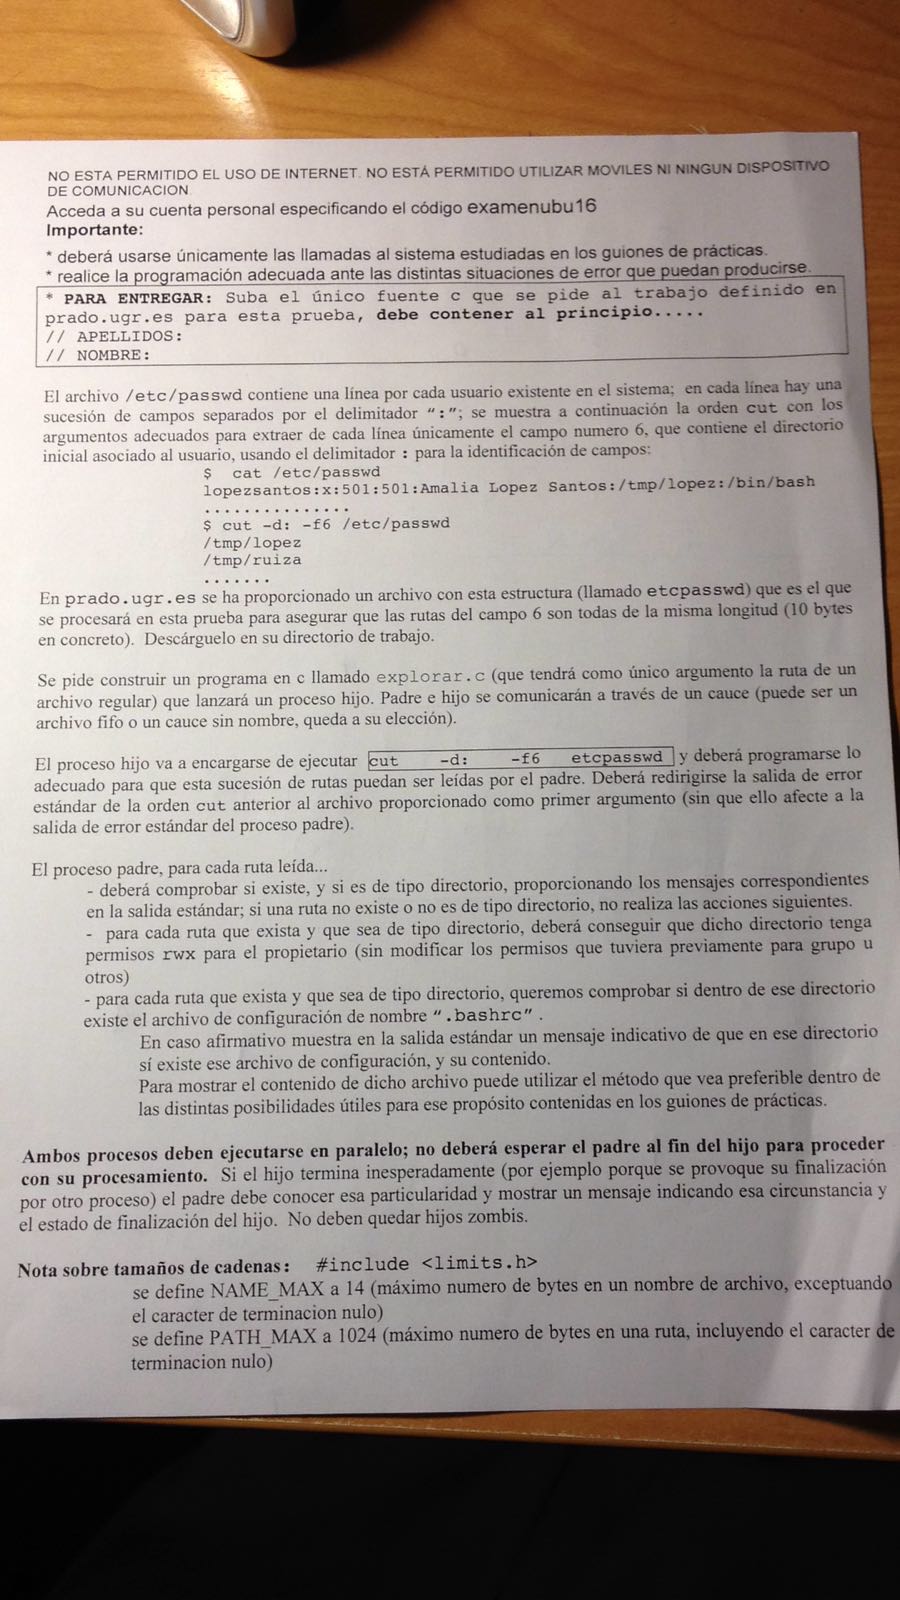 NO ESTA PERMITIDO EL USO DE INTERNET. NO ESTÁ PERMITIDO UTILIZAR MOVILES NI NINGUN DISPOSITIVO
DE COMUNICACION.
Acceda a su cuenta personal especificando el código examenubu16
Importante:
* deberá usarse únicamente las llamadas al sistema estudiadas en los guiones de prácticas.
* realice la programación adecuada ante las distintas situaciones de error que puedan producirse.
* PARA ENTREGAR: Suba el único fuente c que se pide al trabajo definido en
prado.ugr.es para esta prueba, debe contener al principio.....
// APELLIDOS:
// NOMBRE:
El archivo /etc/passwd contiene una línea por cada usuario existente en el sistema; en cada línea hay una
sucesión de campos separados por el delimitador ":"; se muestra a continuación la orden cut con los
argumentos adecuados para extraer de cada línea únicamente el campo numero 6, que contiene el directorio
inicial asociado al usuario, usando el delimitador : para la identificación de campos:
$ cat /etc/passwd
lopezsantos:x:501:501:Amalia Lopez Santos:/tmp/lopez:/bin/bash
...............
$ cut -d: -f6 /etc/passwd
/tmp/lopez
/tmp/ruiza
.......
En prado.ugr.es se ha proporcionado un archivo con esta estructura (llamado etcpasswd) que es el que
se procesará en esta prueba para asegurar que las rutas del campo 6 son todas de la misma longitud (10 bytes
en concreto). Descárguelo en su directorio de trabajo.
Se pide construir un programa en c llamado explorar.c (que tendrá como único argumento la ruta de un
archivo regular) que lanzará un proceso hijo. Padre e hijo se comunicarán a través de un cauce (puede ser un
archivo fifo o un cauce sin nombre, queda a su elección).
El proceso hijo va a encargarse de ejecutar cut -d: -f6 etcpasswd y deberá programarse lo
adecuado para que esta sucesión de rutas puedan ser leídas por el padre. Deberá redirigirse la salida de error
estándar de la orden cut anterior al archivo proporcionado como primer argumento (sin que ello afecte a la
salida de error estándar del proceso padre).
El proceso padre, para cada ruta leída...
- deberá comprobar si existe, y si es de tipo directorio, proporcionando los mensajes correspondientes
en la salida estándar; si una ruta no existe o no es de tipo directorio, no realiza las acciones siguientes.
- para cada ruta que exista y que sea de tipo directorio, deberá conseguir que dicho directorio tenga
permisos rwx para el propietario (sin modificar los permisos que tuviera previamente para grupo u
otros)
- para cada ruta que exista y que sea de tipo directorio, queremos comprobar si dentro de ese directorio
existe el archivo de configuración de nombre ".bashrc" .
En caso afirmativo muestra en la salida estándar un mensaje indicativo de que en ese directorio
sí existe ese archivo de configuración, y su contenido.
Para mostrar el contenido de dicho archivo puede utilizar el método que vea preferible dentro de
las distintas posibilidades útiles para ese propósito contenidas en los guiones de prácticas.
Ambos procesos deben ejecutarse en paralelo; no deberá esperar el padre al fin del hijo para proceder
con su procesamiento. Si el hijo termina inesperadamente (por ejemplo porque se provoque su finalización
por otro proceso) el padre debe conocer esa particularidad y mostrar un mensaje indicando esa circunstancia y
el estado de finalización del hijo. No deben quedar hijos zombis.
Nota sobre tamaños de cadenas: #include <limits.h>
se define NAME_MAX a 14 (máximo numero de bytes en un nombre de archivo, exceptuando
el caracter de terminacion nulo)
se define PATH_MAX a 1024 (máximo numero de bytes en una ruta, incluyendo el caracter de
terminacion nulo)